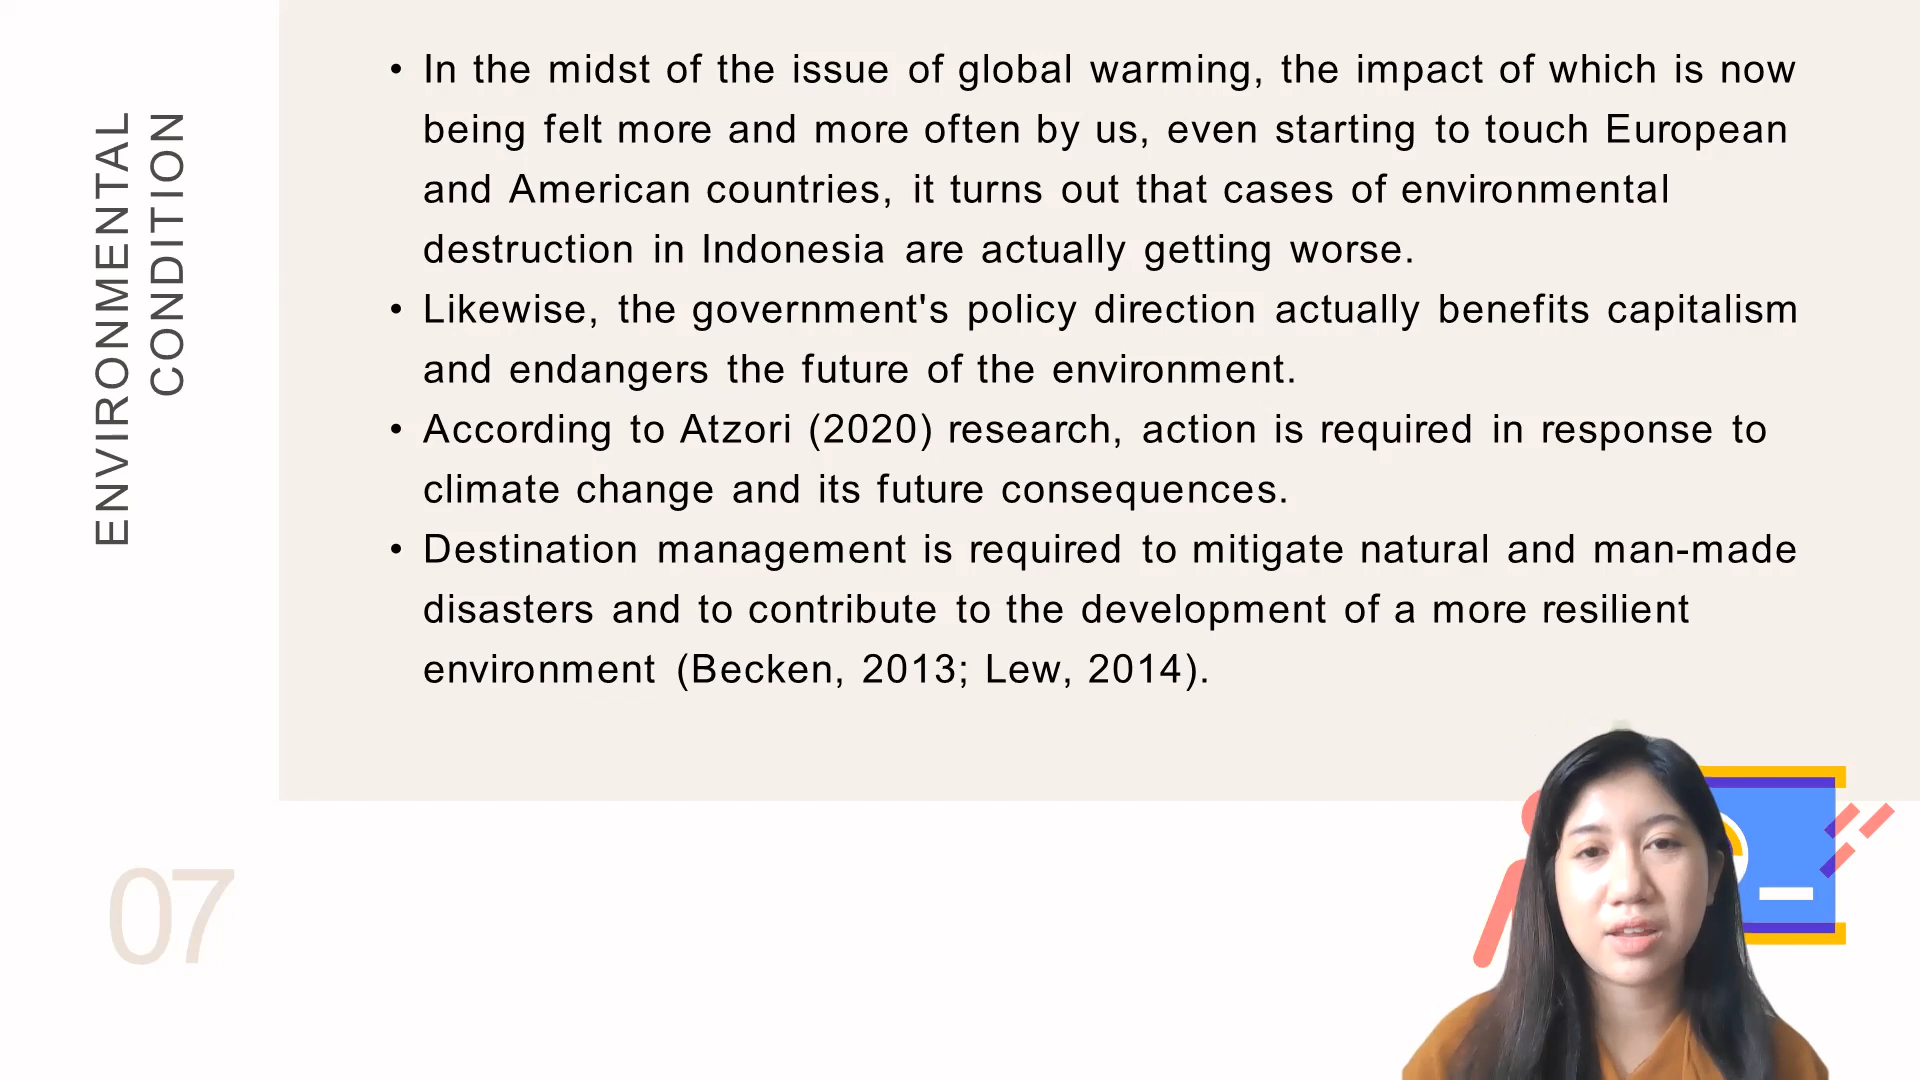 ENVIRONMENTAL
CONDITION
• In the midst of the issue of global warming, the impact of which is now
being felt more and more often by us, even starting to touch European
and American countries, it turns out that cases of environmental
destruction in Indonesia are actually getting worse.
• Likewise, the government's policy direction actually benefits capitalism
and endangers the future of the environment.
• According to Atzori (2020) research, action is required in response to
climate change and its future consequences.
• Destination management is required to mitigate natural and man-made
disasters and to contribute to the development of a more resilient
environment (Becken, 2013; Lew, 2014).
07